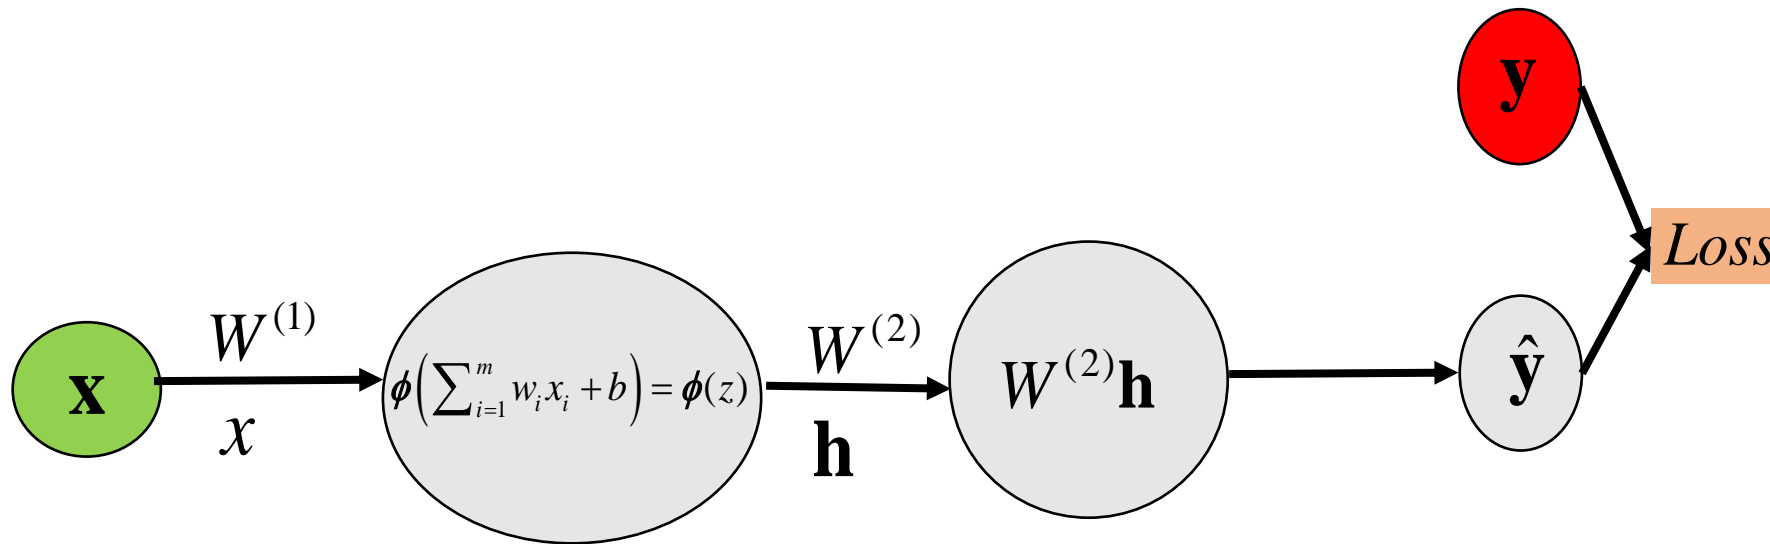 y
Loss
W^{(1)}
W^{(2)}
x
ϕ(∑_{i=1}^{m} w_i x_i + b) = ϕ(z)
W^{(2)}h
ŷ
x
h